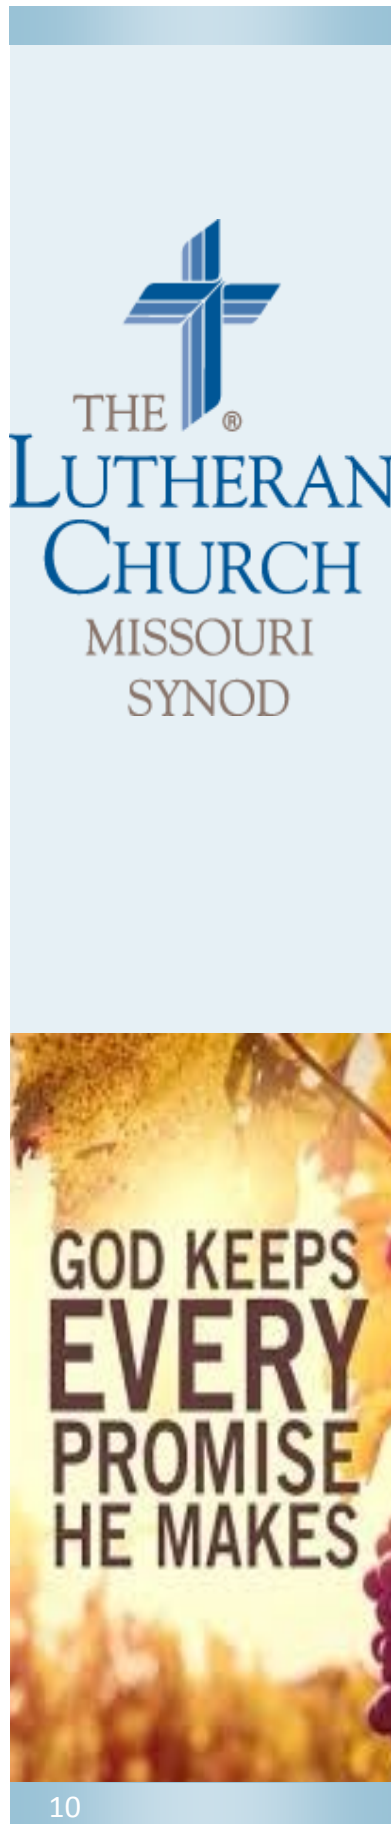 THE ®
LUTHERAN
CHURCH
MISSOURI
SYNOD
GOD KEEPS
EVERY
PROMISE
HE MAKES
10